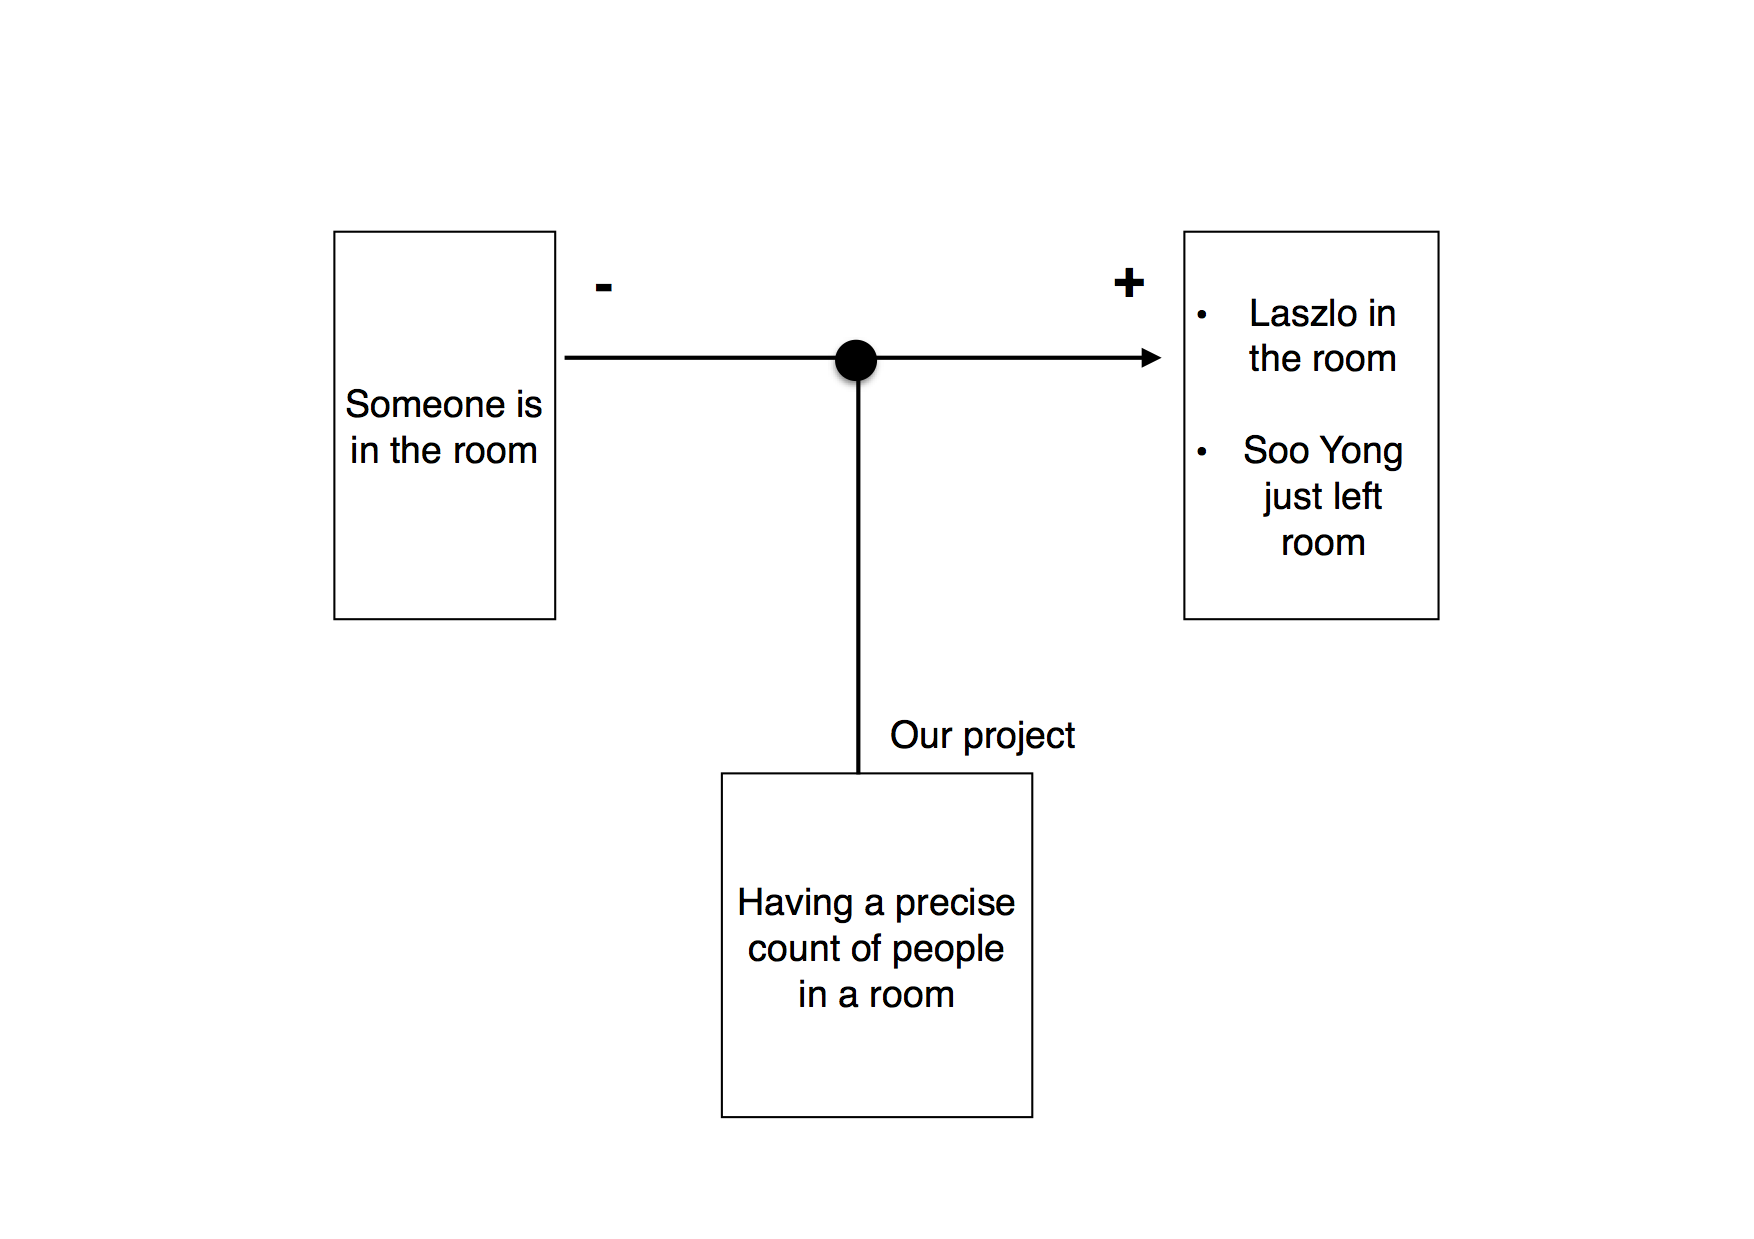 -
+
Someone is
in the room
• Laszlo in
the room
• Soo Yong
just left
room
Our project
Having a precise
count of people
in a room